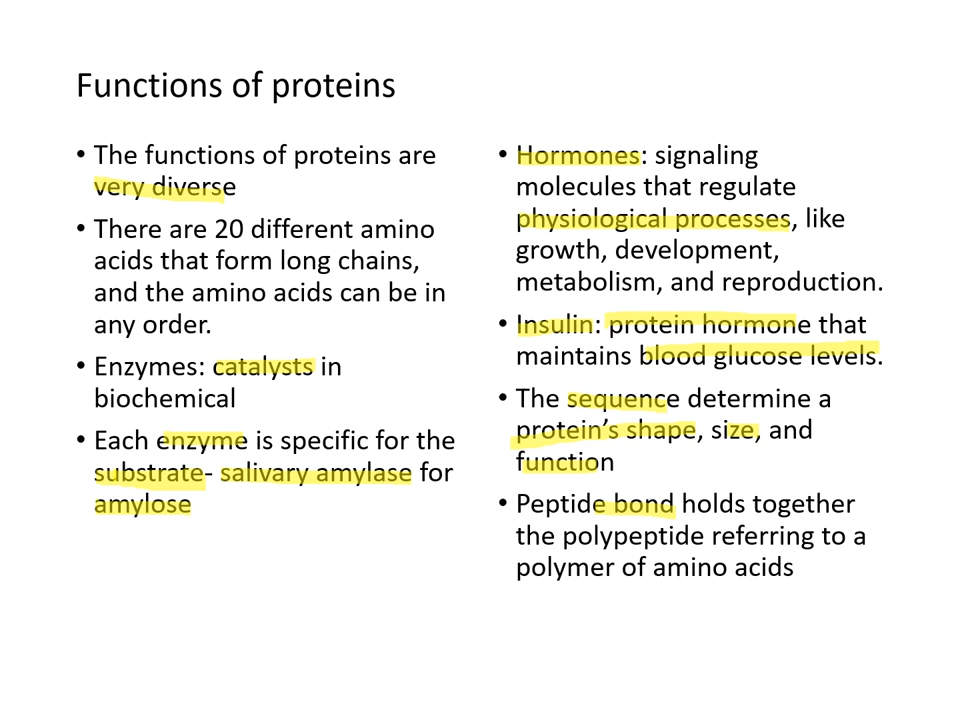 Functions of proteins
• The functions of proteins are
very diverse
• There are 20 different amino
acids that form long chains,
and the amino acids can be in
any order.
• Enzymes: catalysts in
biochemical
• Each enzyme is specific for the
substrate- salivary amylase for
amylose
• Hormones: signaling
molecules that regulate
physiological processes, like
growth, development,
metabolism, and reproduction.
• Insulin: protein hormone that
maintains blood glucose levels.
• The sequence determine a
protein’s shape, size, and
function
• Peptide bond holds together
the polypeptide referring to a
polymer of amino acids